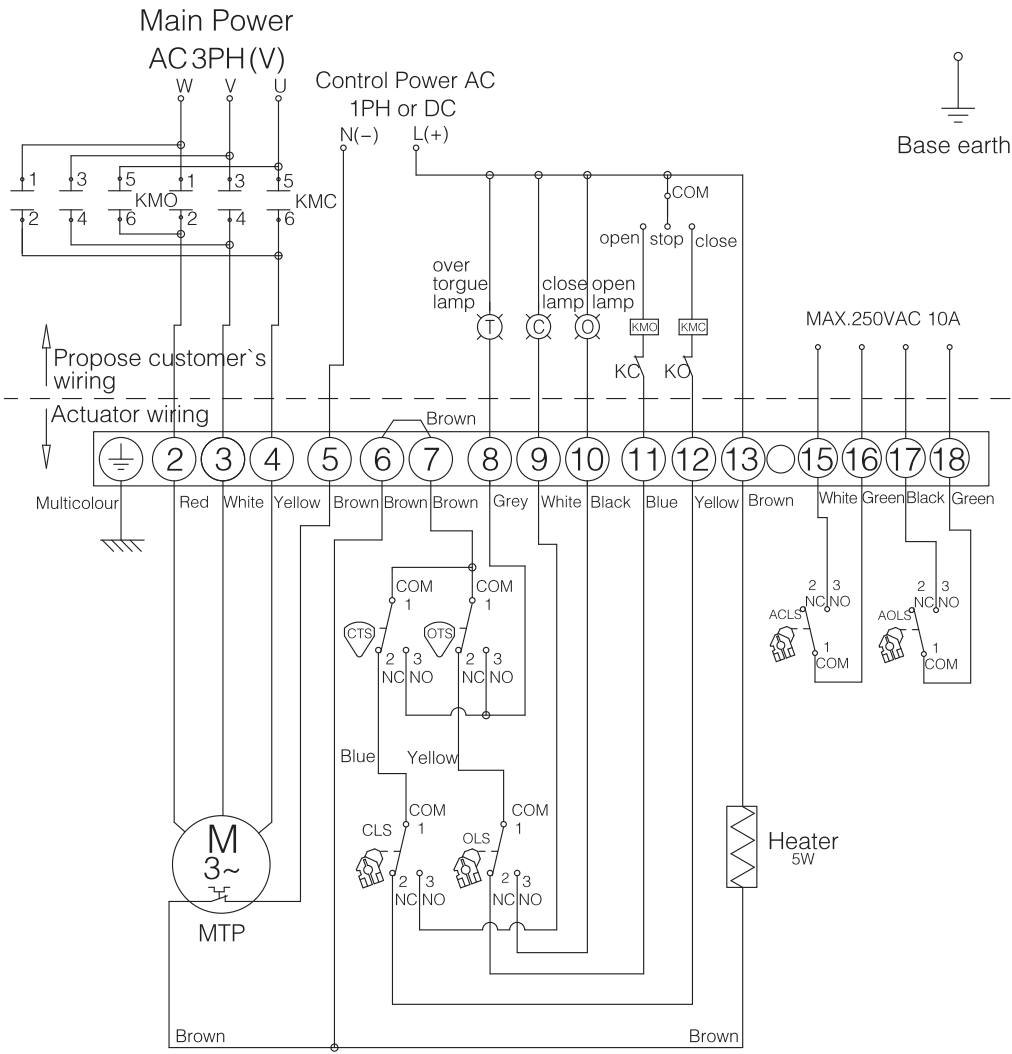 Main Power
AC 3PH (V)
W V U
Control Power AC
1PH or DC
N(−) L(+)
Base earth
1 3 5 1 3 5
KMO KMC
2 4 6 2 4 6
COM
open stop close
over
torgue
lamp
close
lamp
open
lamp
T C O KMO KMC
KC KO
MAX.250VAC 10A
Propose customer`s
wiring
Actuator wiring
Brown
2 3 4 5 6 7 8 9 10 11 12 13 15 16 17 18
Multicolour Red White Yellow Brown Brown Brown Grey White Black Blue Yellow Brown White Green Black Green
COM
1
COM
1
CTS OTS
2 3
NC NO
2 3
NC NO
2 3
NC NO
ACLS
1
COM
2 3
NC NO
AOLS
1
COM
Blue Yellow
COM
1
COM
1
CLS OLS
2 3
NC NO
2 3
NC NO
M
3~
MTP
Heater
5W
Brown Brown